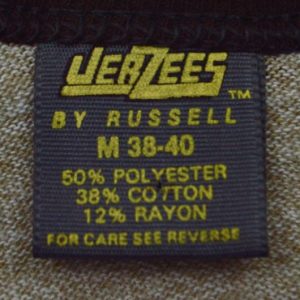 JERZEES
™
BY RUSSELL
M 38-40
50% POLYESTER
38% COTTON
12% RAYON
FOR CARE SEE REVERSE